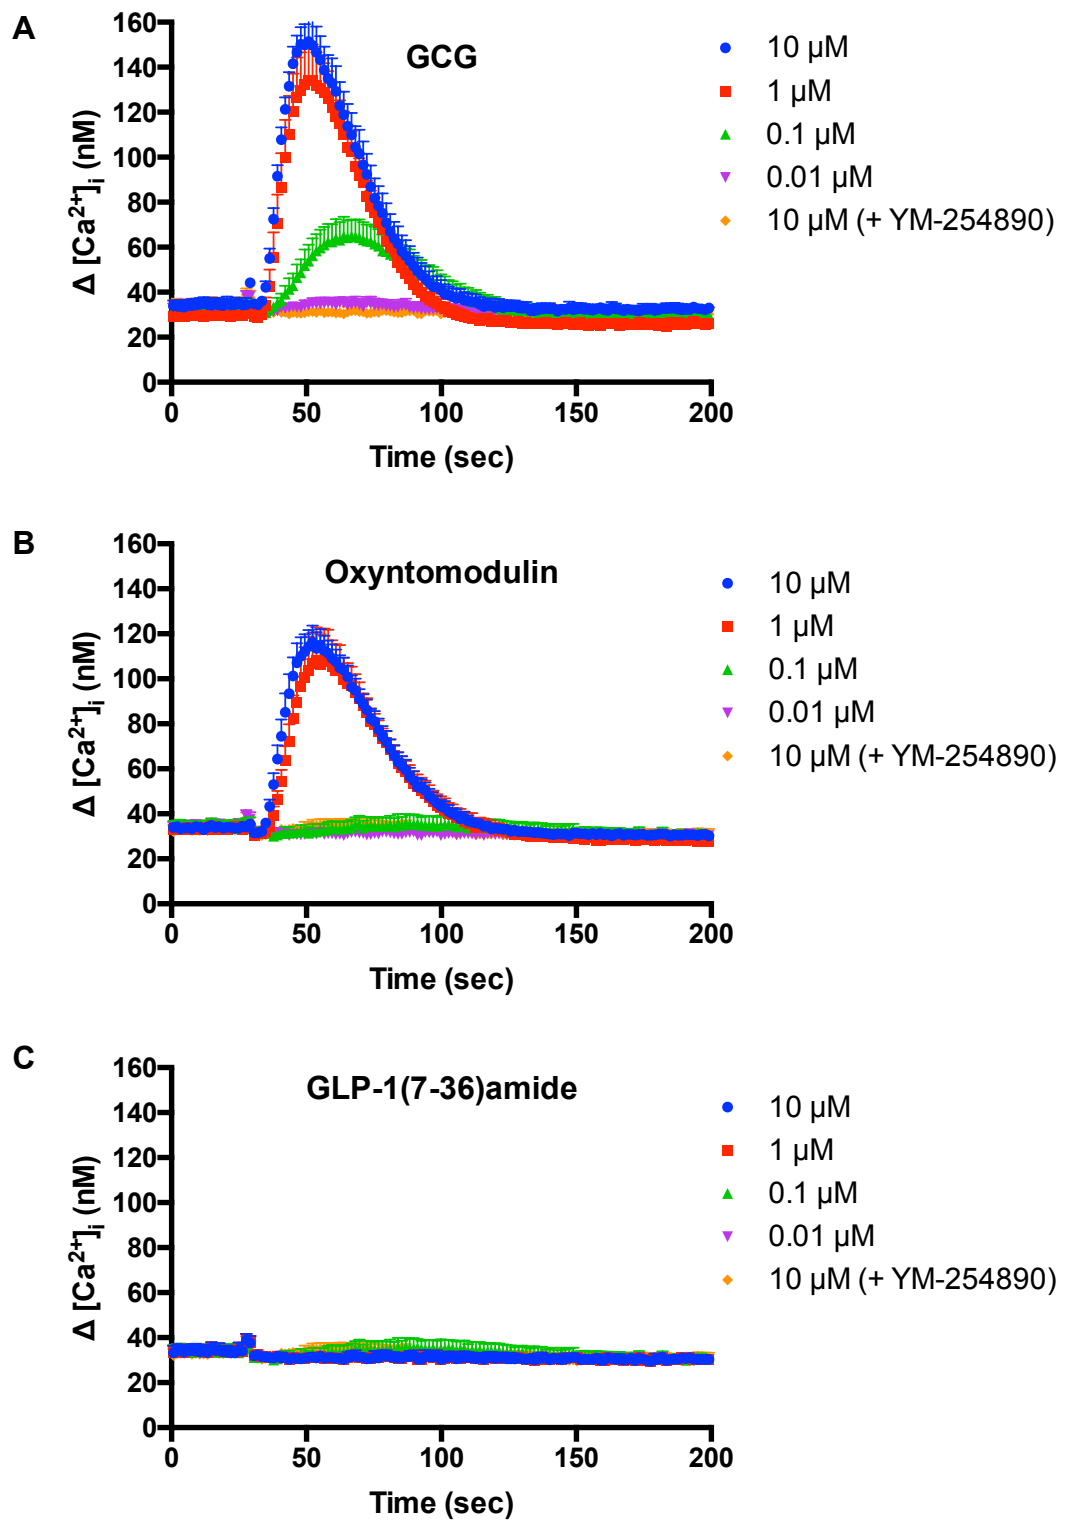 A
GCG
160
140
120
100
80
60
40
20
0
Δ [Ca2+]i (nM)
0 50 100 150 200
Time (sec)
10 µM
1 µM
0.1 µM
0.01 µM
10 µM (+ YM-254890)
B
Oxyntomodulin
160
140
120
100
80
60
40
20
0
Δ [Ca2+]i (nM)
0 50 100 150 200
Time (sec)
10 µM
1 µM
0.1 µM
0.01 µM
10 µM (+ YM-254890)
C
GLP-1(7-36)amide
160
140
120
100
80
60
40
20
0
Δ [Ca2+]i (nM)
0 50 100 150 200
Time (sec)
10 µM
1 µM
0.1 µM
0.01 µM
10 µM (+ YM-254890)